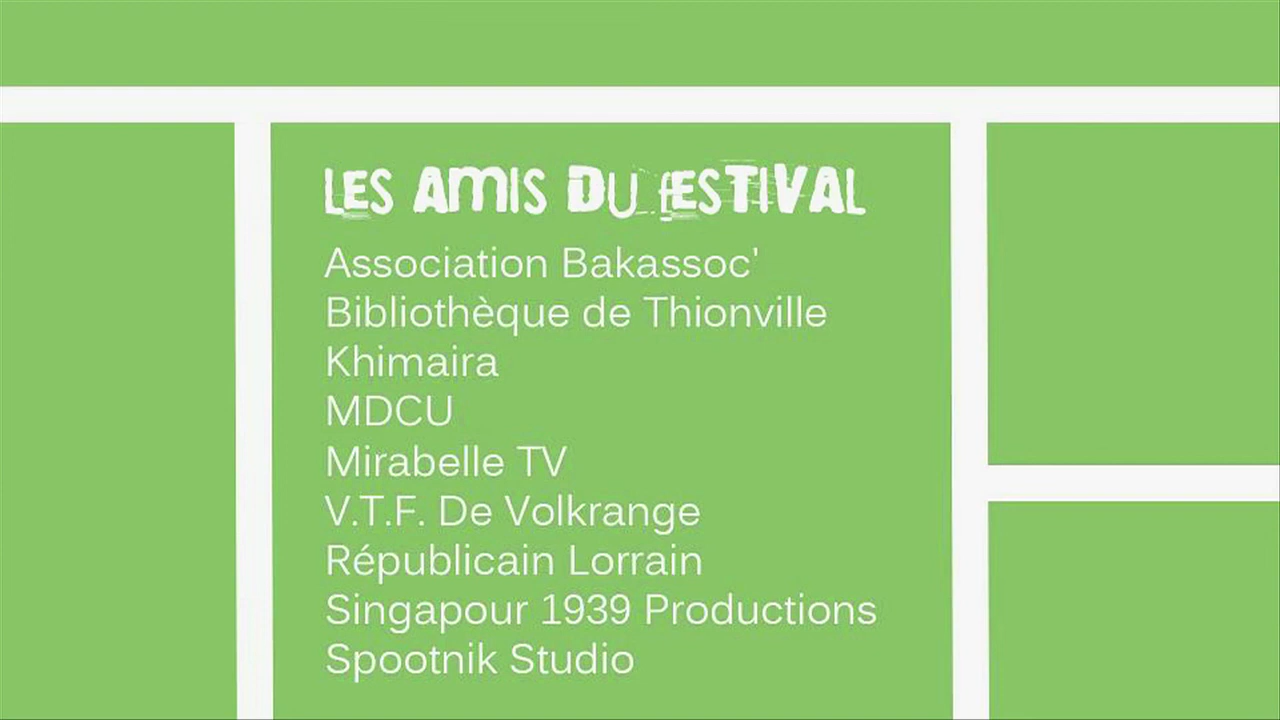 LES AMIS DU fESTIVAL
Association Bakassoc'
Bibliothèque de Thionville
Khimaira
MDCU
Mirabelle TV
V.T.F. De Volkrange
Républicain Lorrain
Singapour 1939 Productions
Spootnik Studio